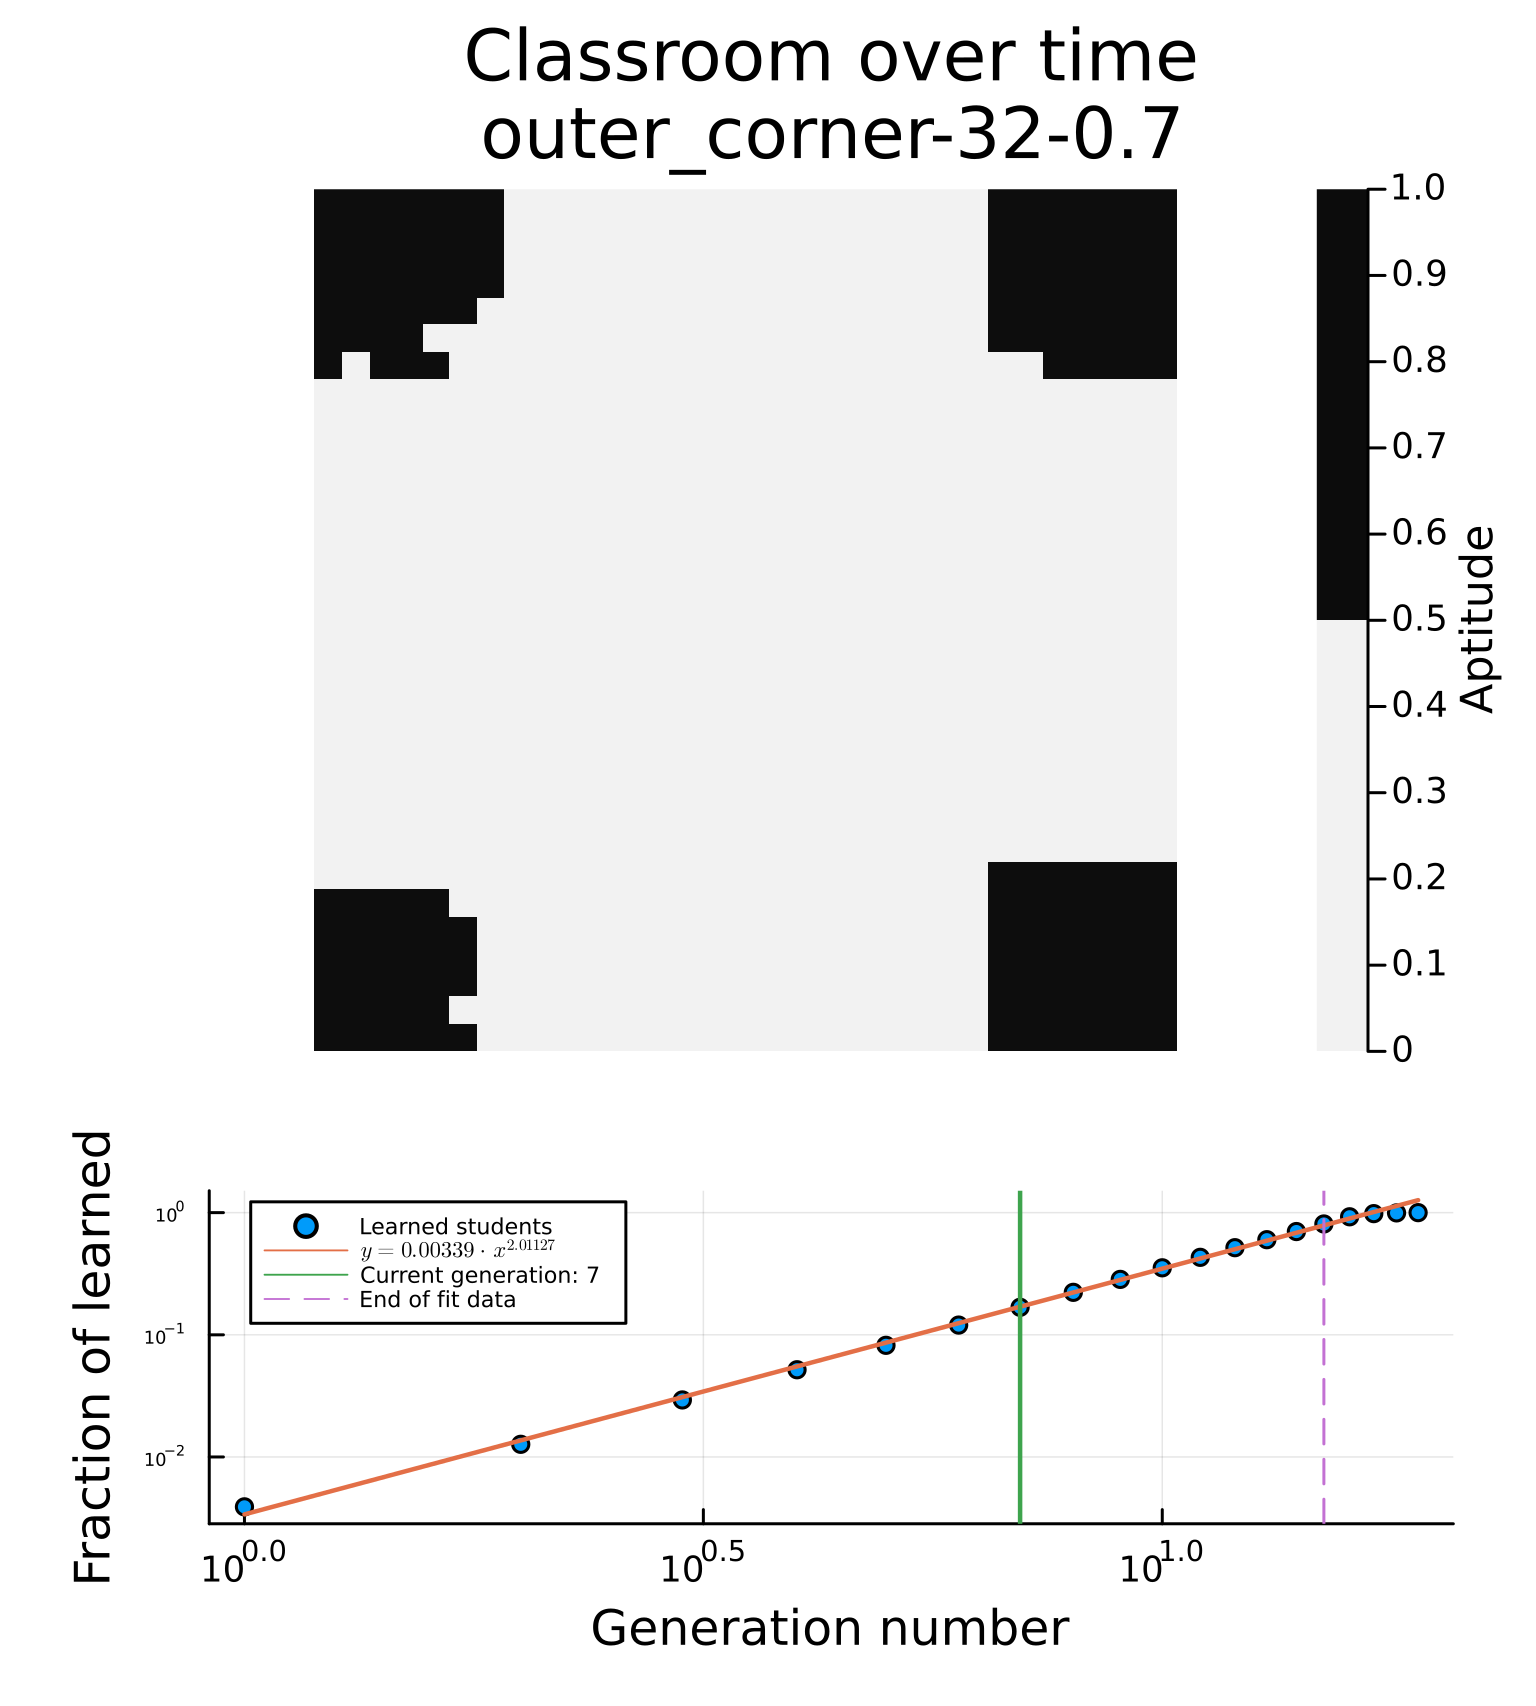 Classroom over time
outer_corner-32-0.7
1.0
0.9
0.8
0.7
0.6
0.5
0.4
0.3
0.2
0.1
0
Aptitude
Fraction of learned
10⁰
10⁻¹
10⁻²
Learned students
y = 0.00339 · x^2.01127
Current generation: 7
End of fit data
10^0.0
10^0.5
10^1.0
Generation number